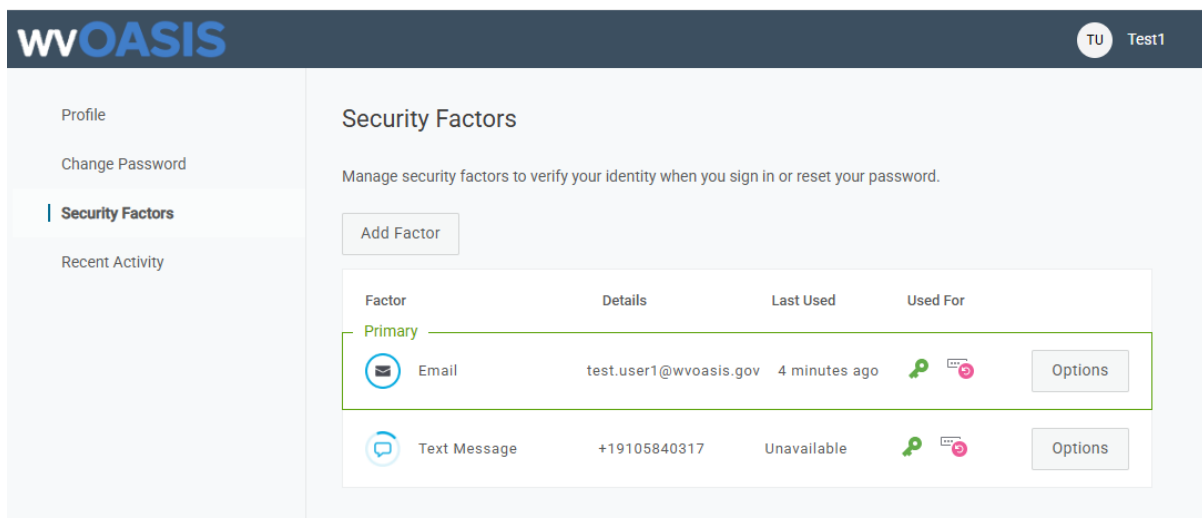 wvOASIS
TU Test1
Profile
Change Password
Security Factors
Recent Activity
Security Factors
Manage security factors to verify your identity when you sign in or reset your password.
Add Factor
Factor Details Last Used Used For
Primary
Email test.user1@wvoasis.gov 4 minutes ago Options
Text Message +19105840317 Unavailable Options